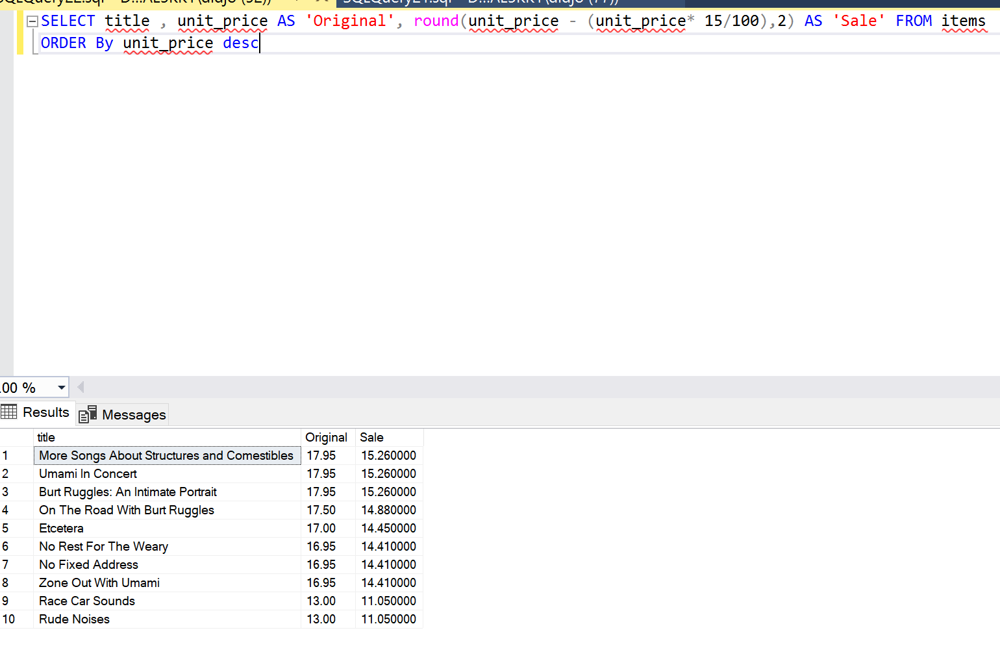 SELECT title , unit_price AS 'Original', round(unit_price - (unit_price* 15/100),2) AS 'Sale' FROM items
ORDER By unit_price desc
00 %
Results Messages
title Original Sale
1 More Songs About Structures and Comestibles 17.95 15.260000
2 Umami In Concert 17.95 15.260000
3 Burt Ruggles: An Intimate Portrait 17.95 15.260000
4 On The Road With Burt Ruggles 17.50 14.880000
5 Etcetera 17.00 14.450000
6 No Rest For The Weary 16.95 14.410000
7 No Fixed Address 16.95 14.410000
8 Zone Out With Umami 16.95 14.410000
9 Race Car Sounds 13.00 11.050000
10 Rude Noises 13.00 11.050000